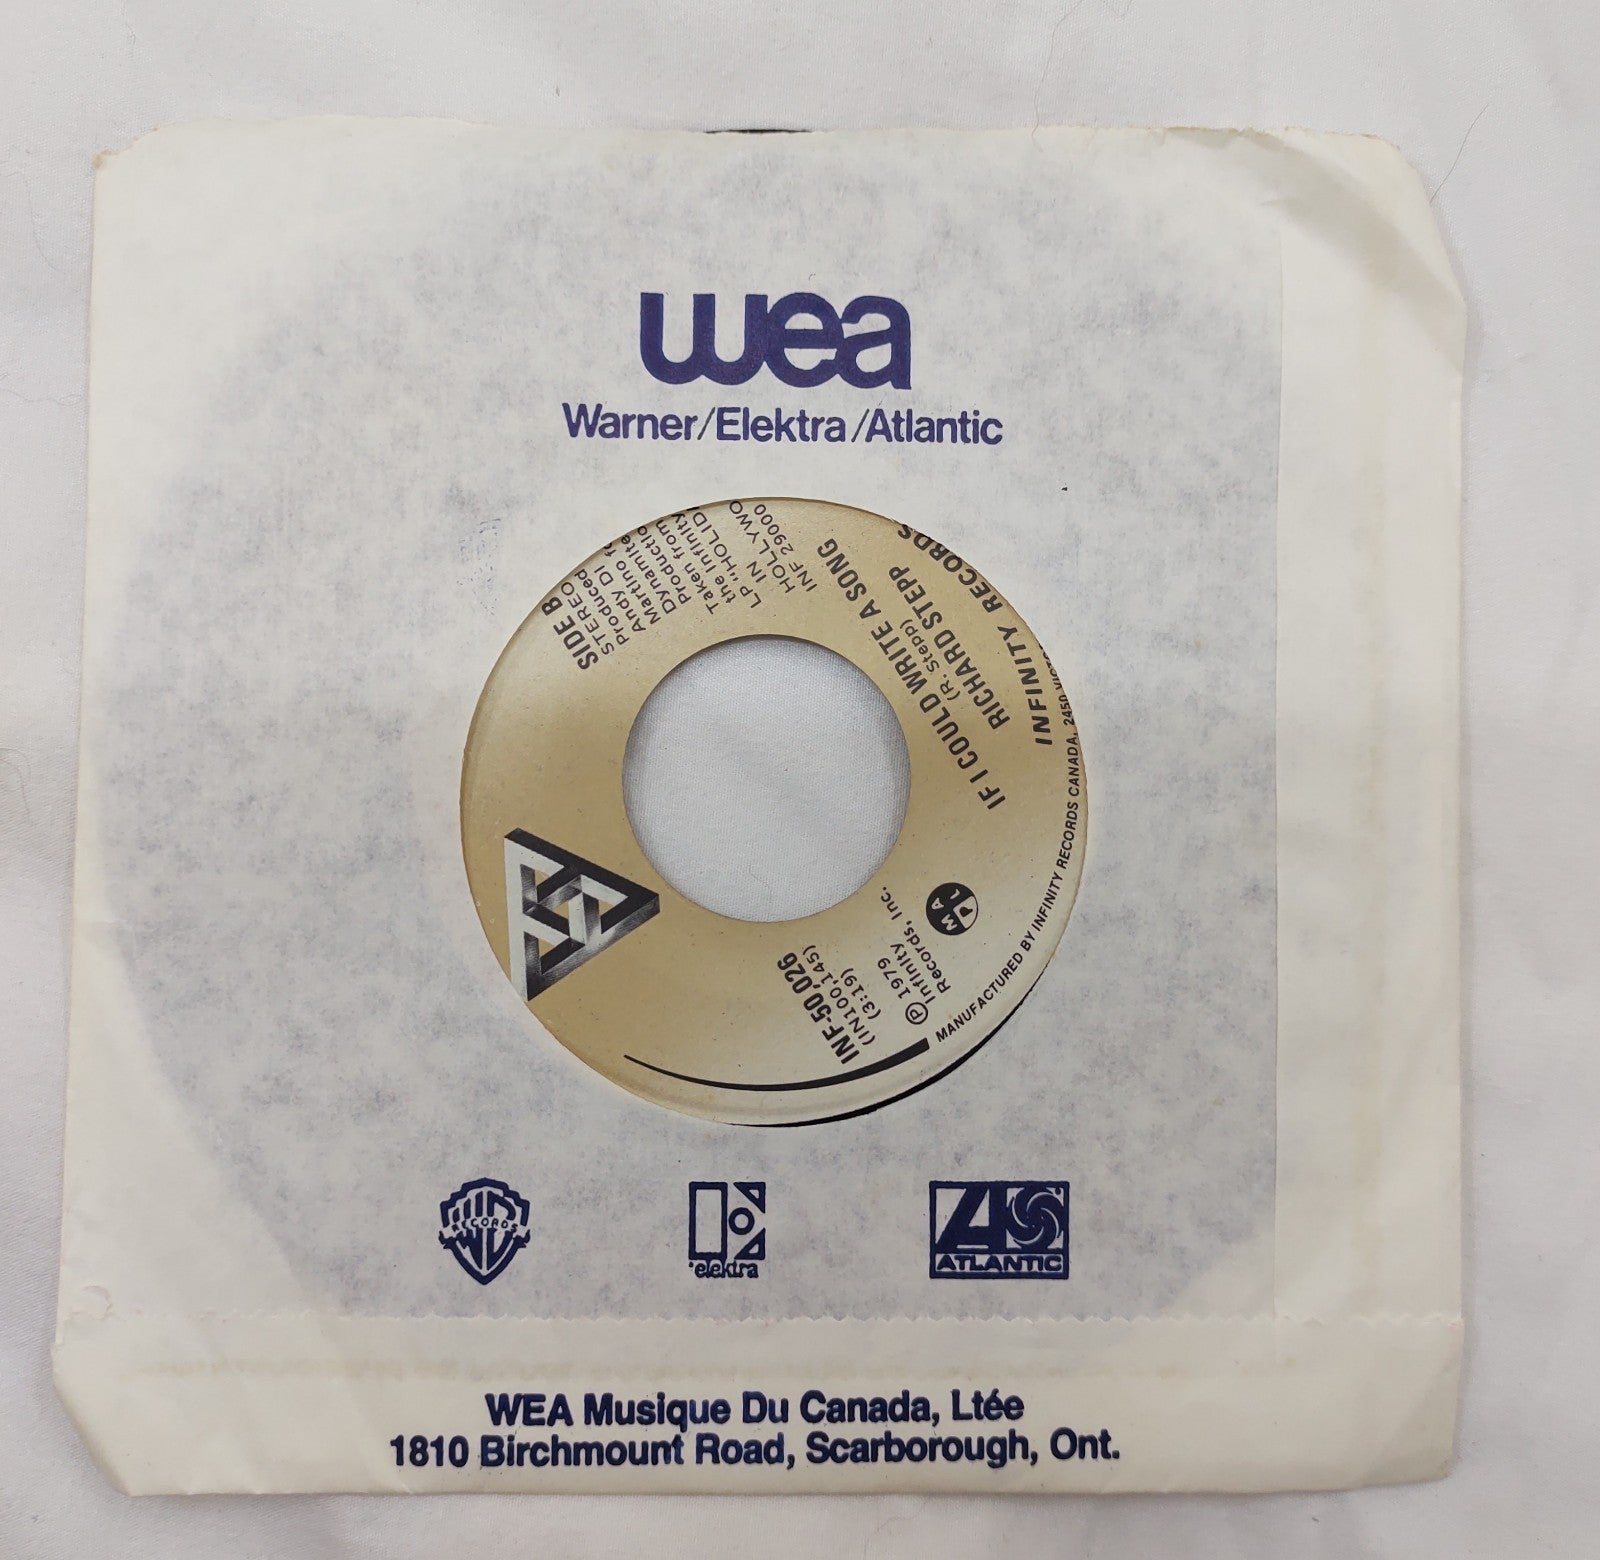 wea
Warner/Elektra/Atlantic
SIDE B
STEREO
Produced
Andy DI
Martino
Dynamite
Taken from
the Infinity
LP
IN
INF
29000
IF I COULD WRITE A SONG
(R. Stepp)
RICHARD STEPP
INFINITY RECORDS
INF-50,026
(IN100,145)
(3:19)
Ⓟ 1979
Infinity
Records, Inc.
M A
P L
MANUFACTURED BY INFINITY RECORDS CANADA, 2450
RECORDS
elektra
ATLANTIC
WEA Musique Du Canada, Ltée
1810 Birchmount Road, Scarborough, Ont.